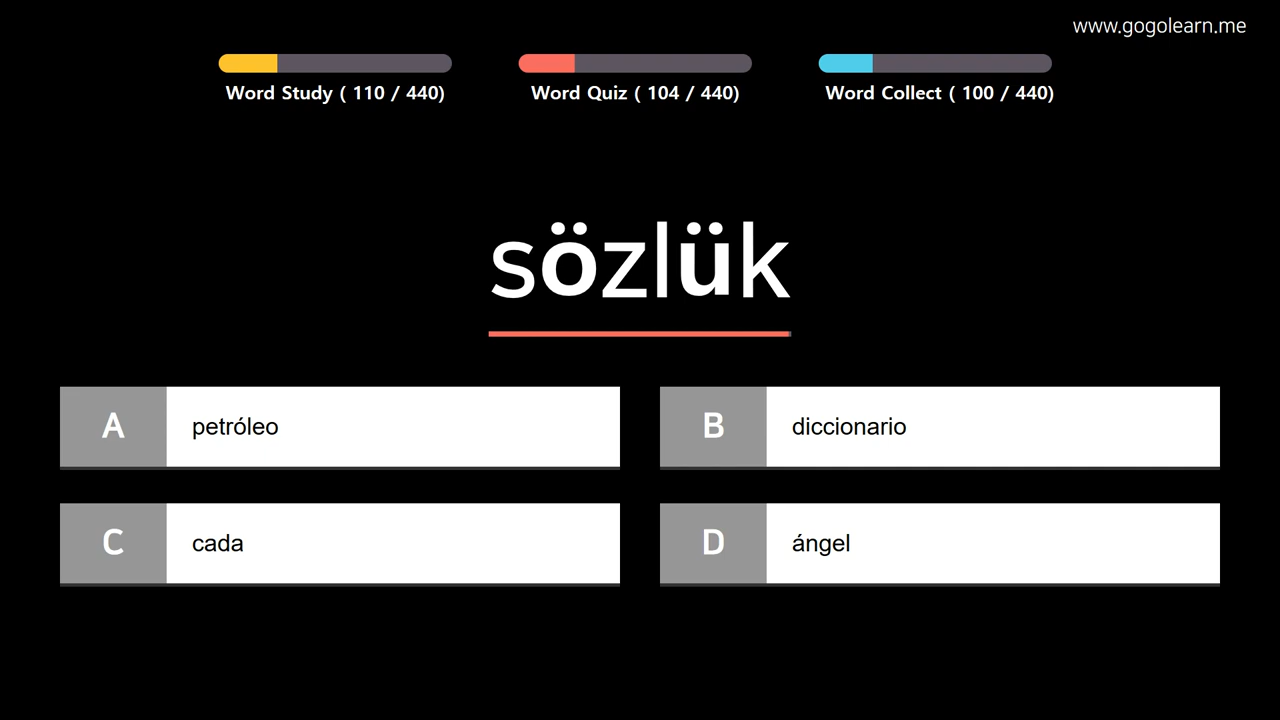 www.gogolearn.me
Word Study ( 110 / 440)
Word Quiz ( 104 / 440)
Word Collect ( 100 / 440)
sözlük
A petróleo
B diccionario
C cada
D ángel